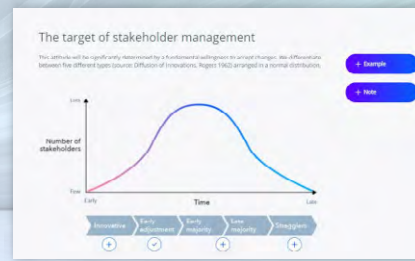 The target of stakeholder management
This attitude will be significantly determined by a fundamental willingness to accept changes. We differentiate
between five different types (source: Diffusion of Innovations, Rogers 1962) arranged in a normal distribution.
+ Example
+ Note
Number of
stakeholders
Few
Early
Time
Late
Innovative
Early
adjustment
Early
majority
Late
majority
Stragglers